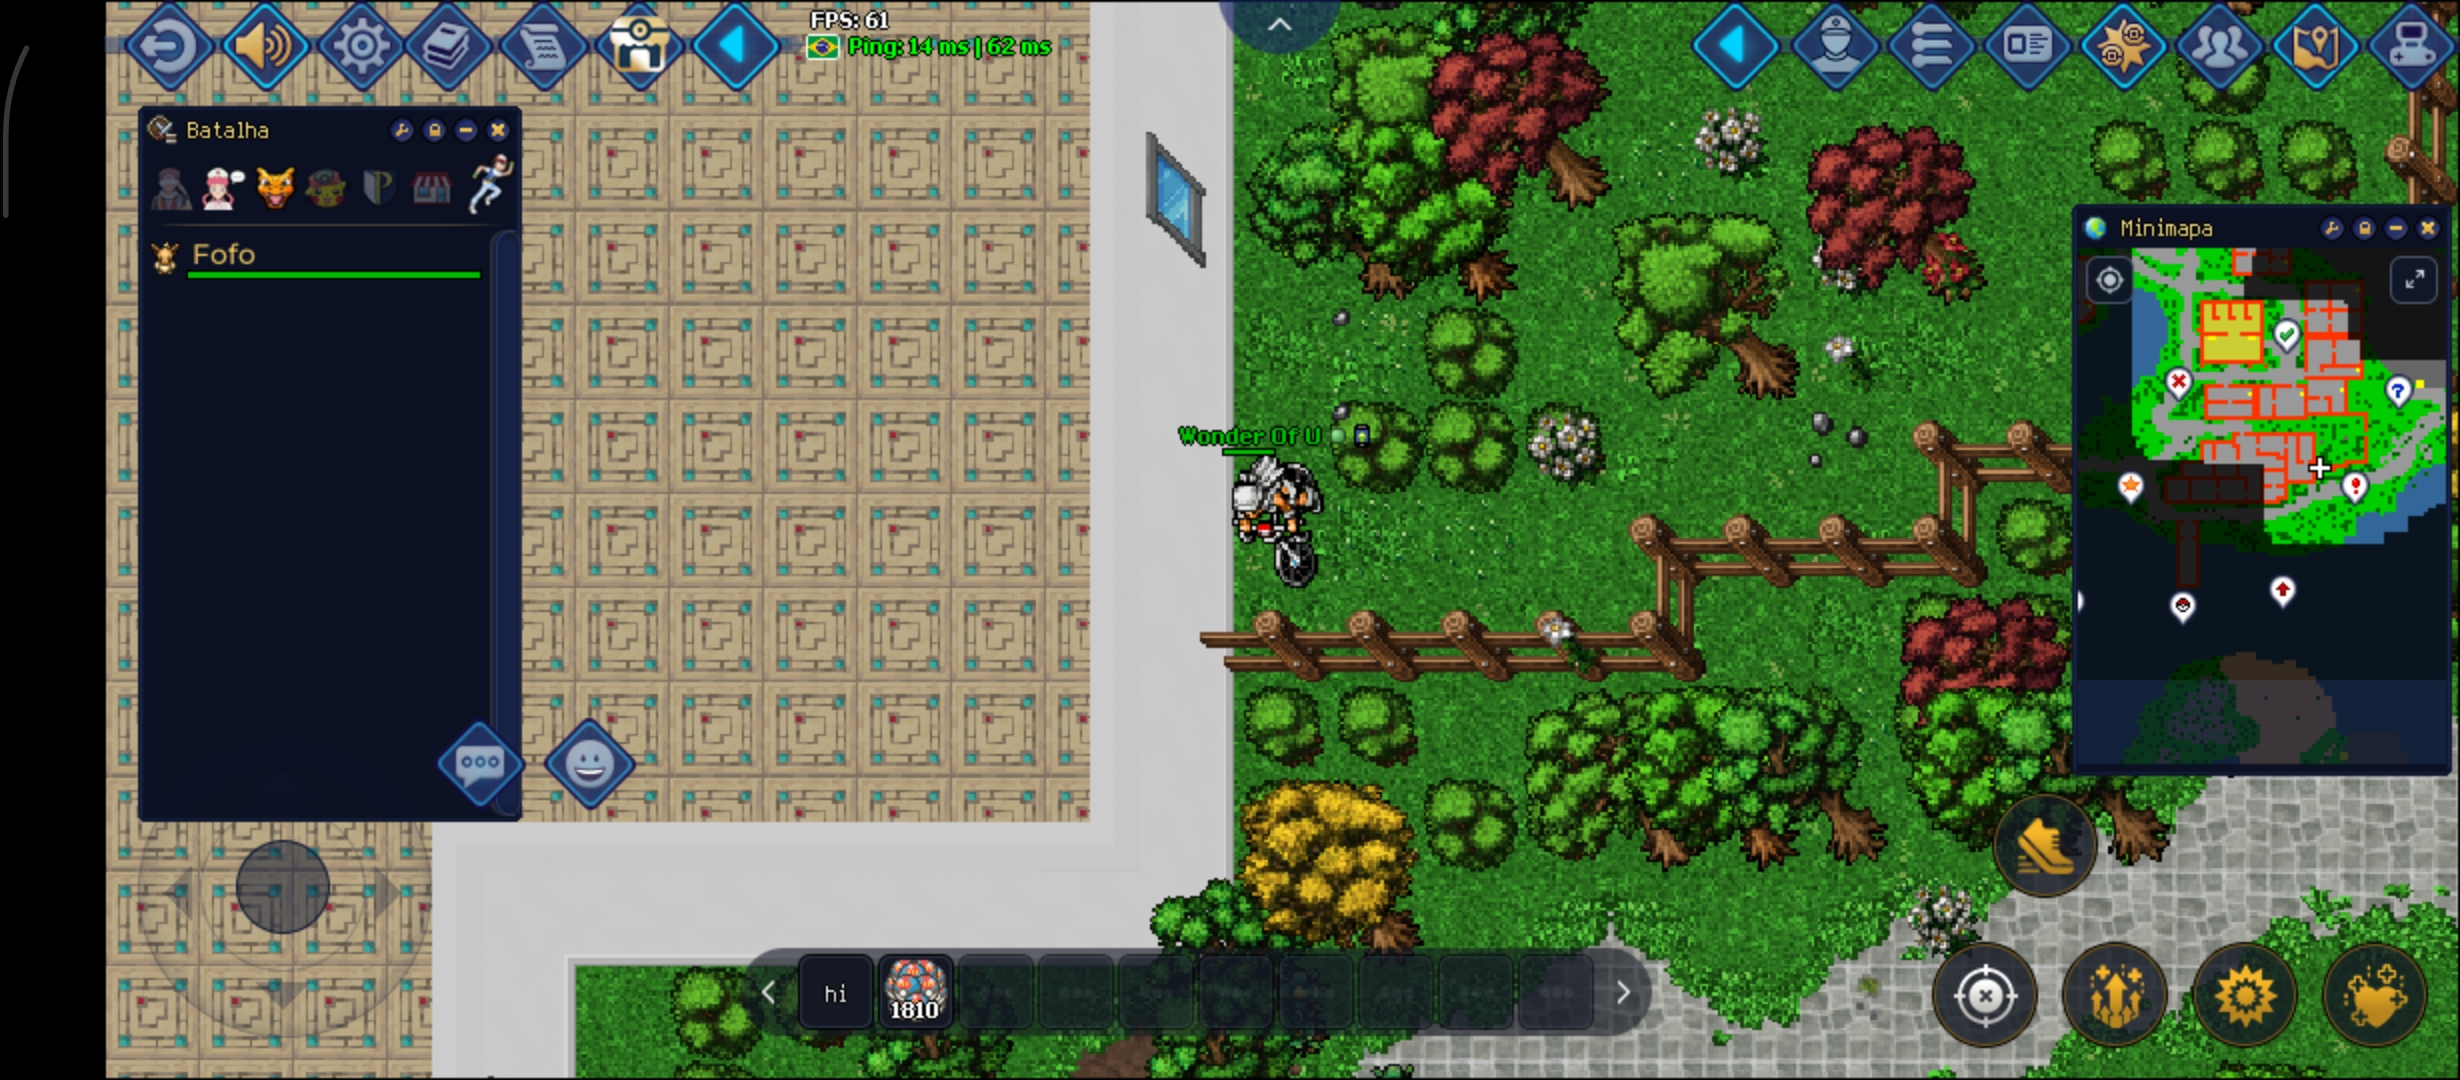 FPS: 61
Ping: 14 ms | 62 ms
Batalha
Fofo
Minimapa
Wonder Of U
hi
1810